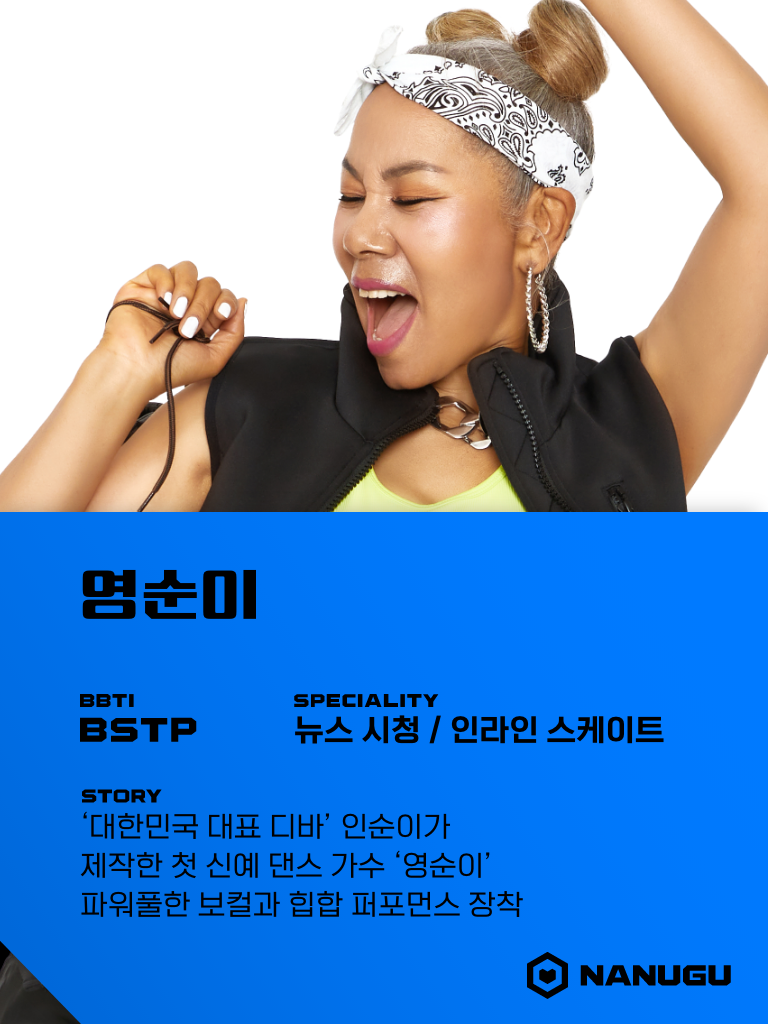 영순이
BBTI
BSTP
SPECIALITY
뉴스 시청 / 인라인 스케이트
STORY
‘대한민국 대표 디바’ 인순이가
제작한 첫 신예 댄스 가수 ‘영순이’
파워풀한 보컬과 힙합 퍼포먼스 장착
NANUGU